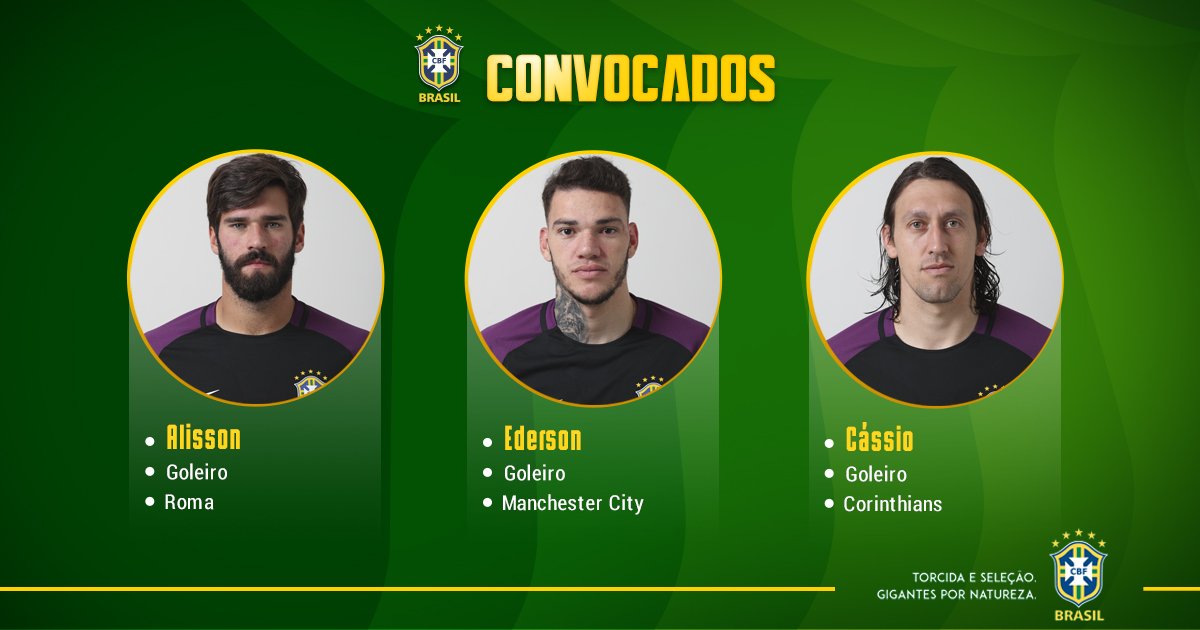 CBF
BRASIL
CONVOCADOS
Alisson
Goleiro
Roma
Ederson
Goleiro
Manchester City
Cássio
Goleiro
Corinthians
TORCIDA E SELEÇÃO.
GIGANTES POR NATUREZA.
CBF
BRASIL